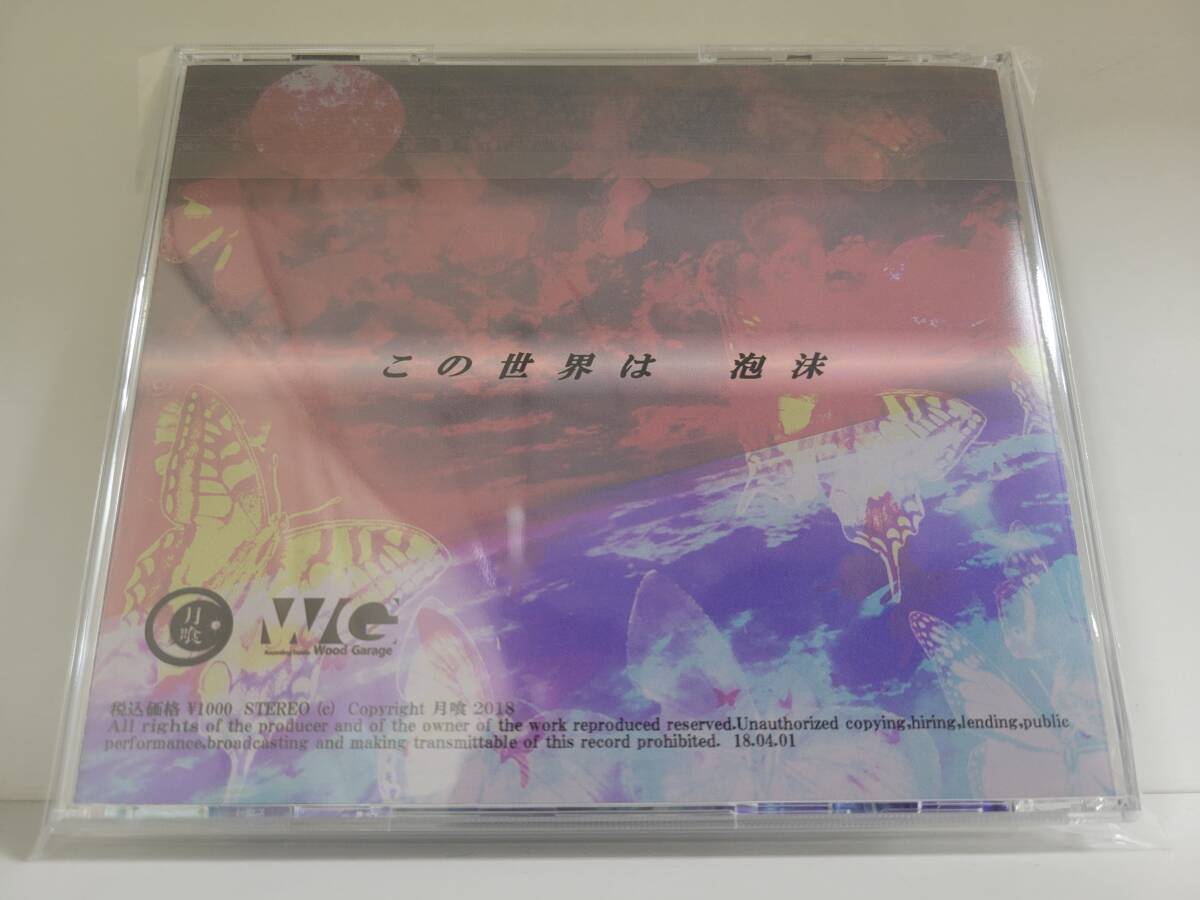 この世界は 泡沫
月喰
WG
Wood Garage
税込価格 ¥1000 STEREO (c) Copyright 月喰 2018
All rights of the producer and of the owner of the work reproduced reserved.Unauthorized copying,hiring,lending,public
performance,broadcasting and making transmittable of this record prohibited. 18.04.01